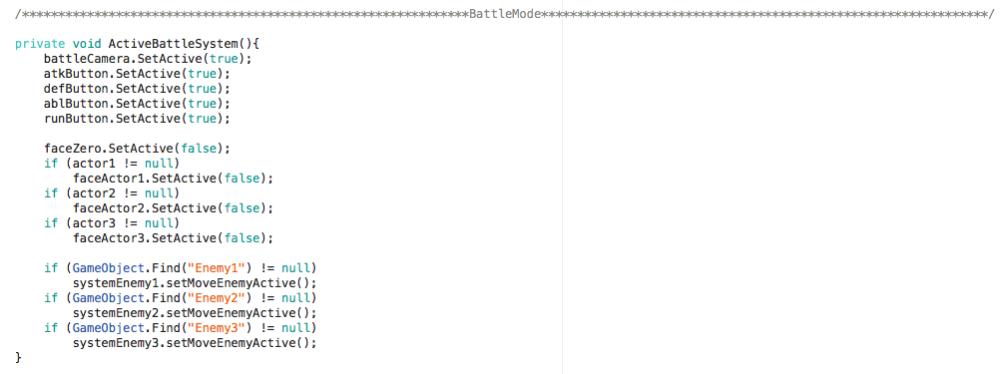 /**************************************************************BattleMode**************************************************************/
private void ActiveBattleSystem(){
battleCamera.SetActive(true);
atkButton.SetActive(true);
defButton.SetActive(true);
ablButton.SetActive(true);
runButton.SetActive(true);
faceZero.SetActive(false);
if (actor1 != null)
faceActor1.SetActive(false);
if (actor2 != null)
faceActor2.SetActive(false);
if (actor3 != null)
faceActor3.SetActive(false);
if (GameObject.Find("Enemy1") != null)
systemEnemy1.setMoveEnemyActive();
if (GameObject.Find("Enemy2") != null)
systemEnemy2.setMoveEnemyActive();
if (GameObject.Find("Enemy3") != null)
systemEnemy3.setMoveEnemyActive();
}